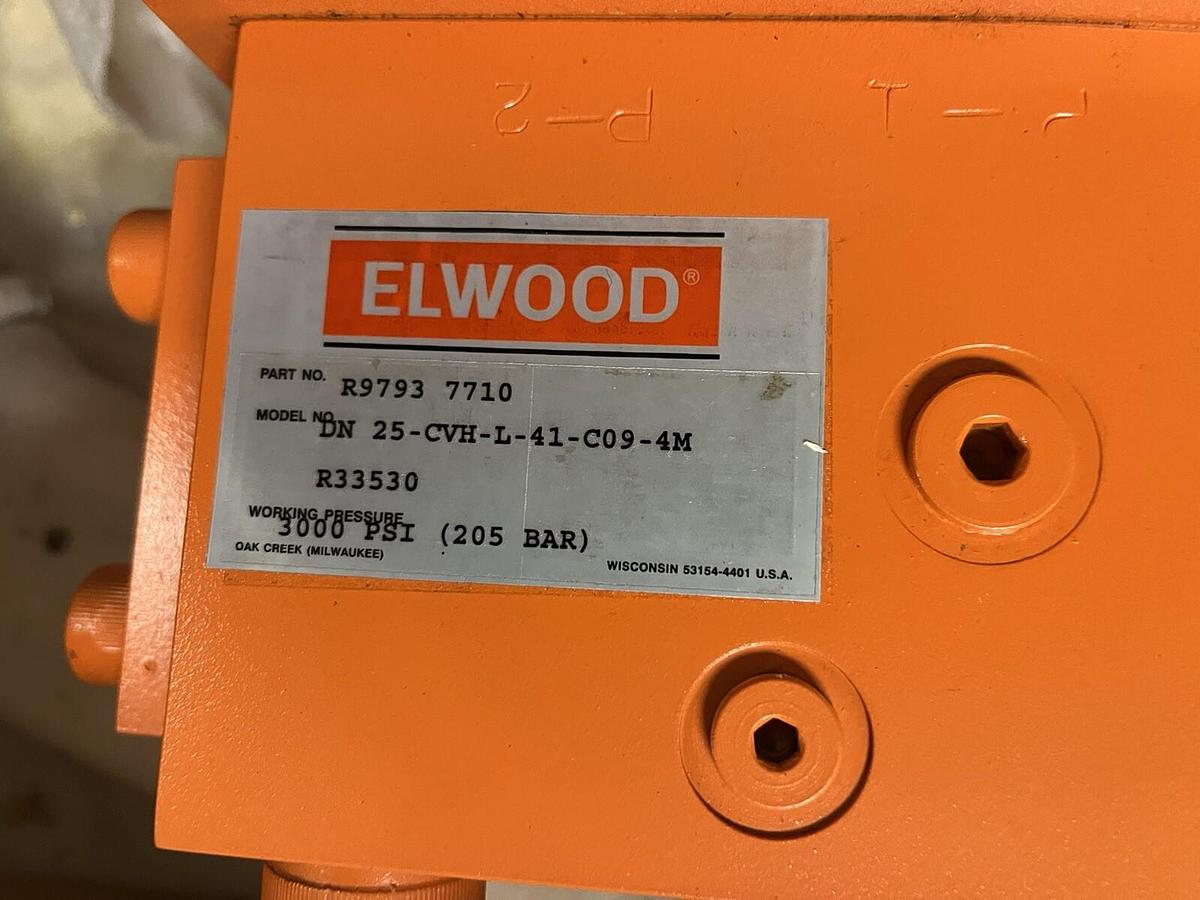 P-2
P-1
ELWOOD®
PART NO. R9793 7710
MODEL NO. DN 25-CVH-L-41-C09-4M
R33530
WORKING PRESSURE
3000 PSI (205 BAR)
OAK CREEK (MILWAUKEE)
WISCONSIN 53154-4401 U.S.A.